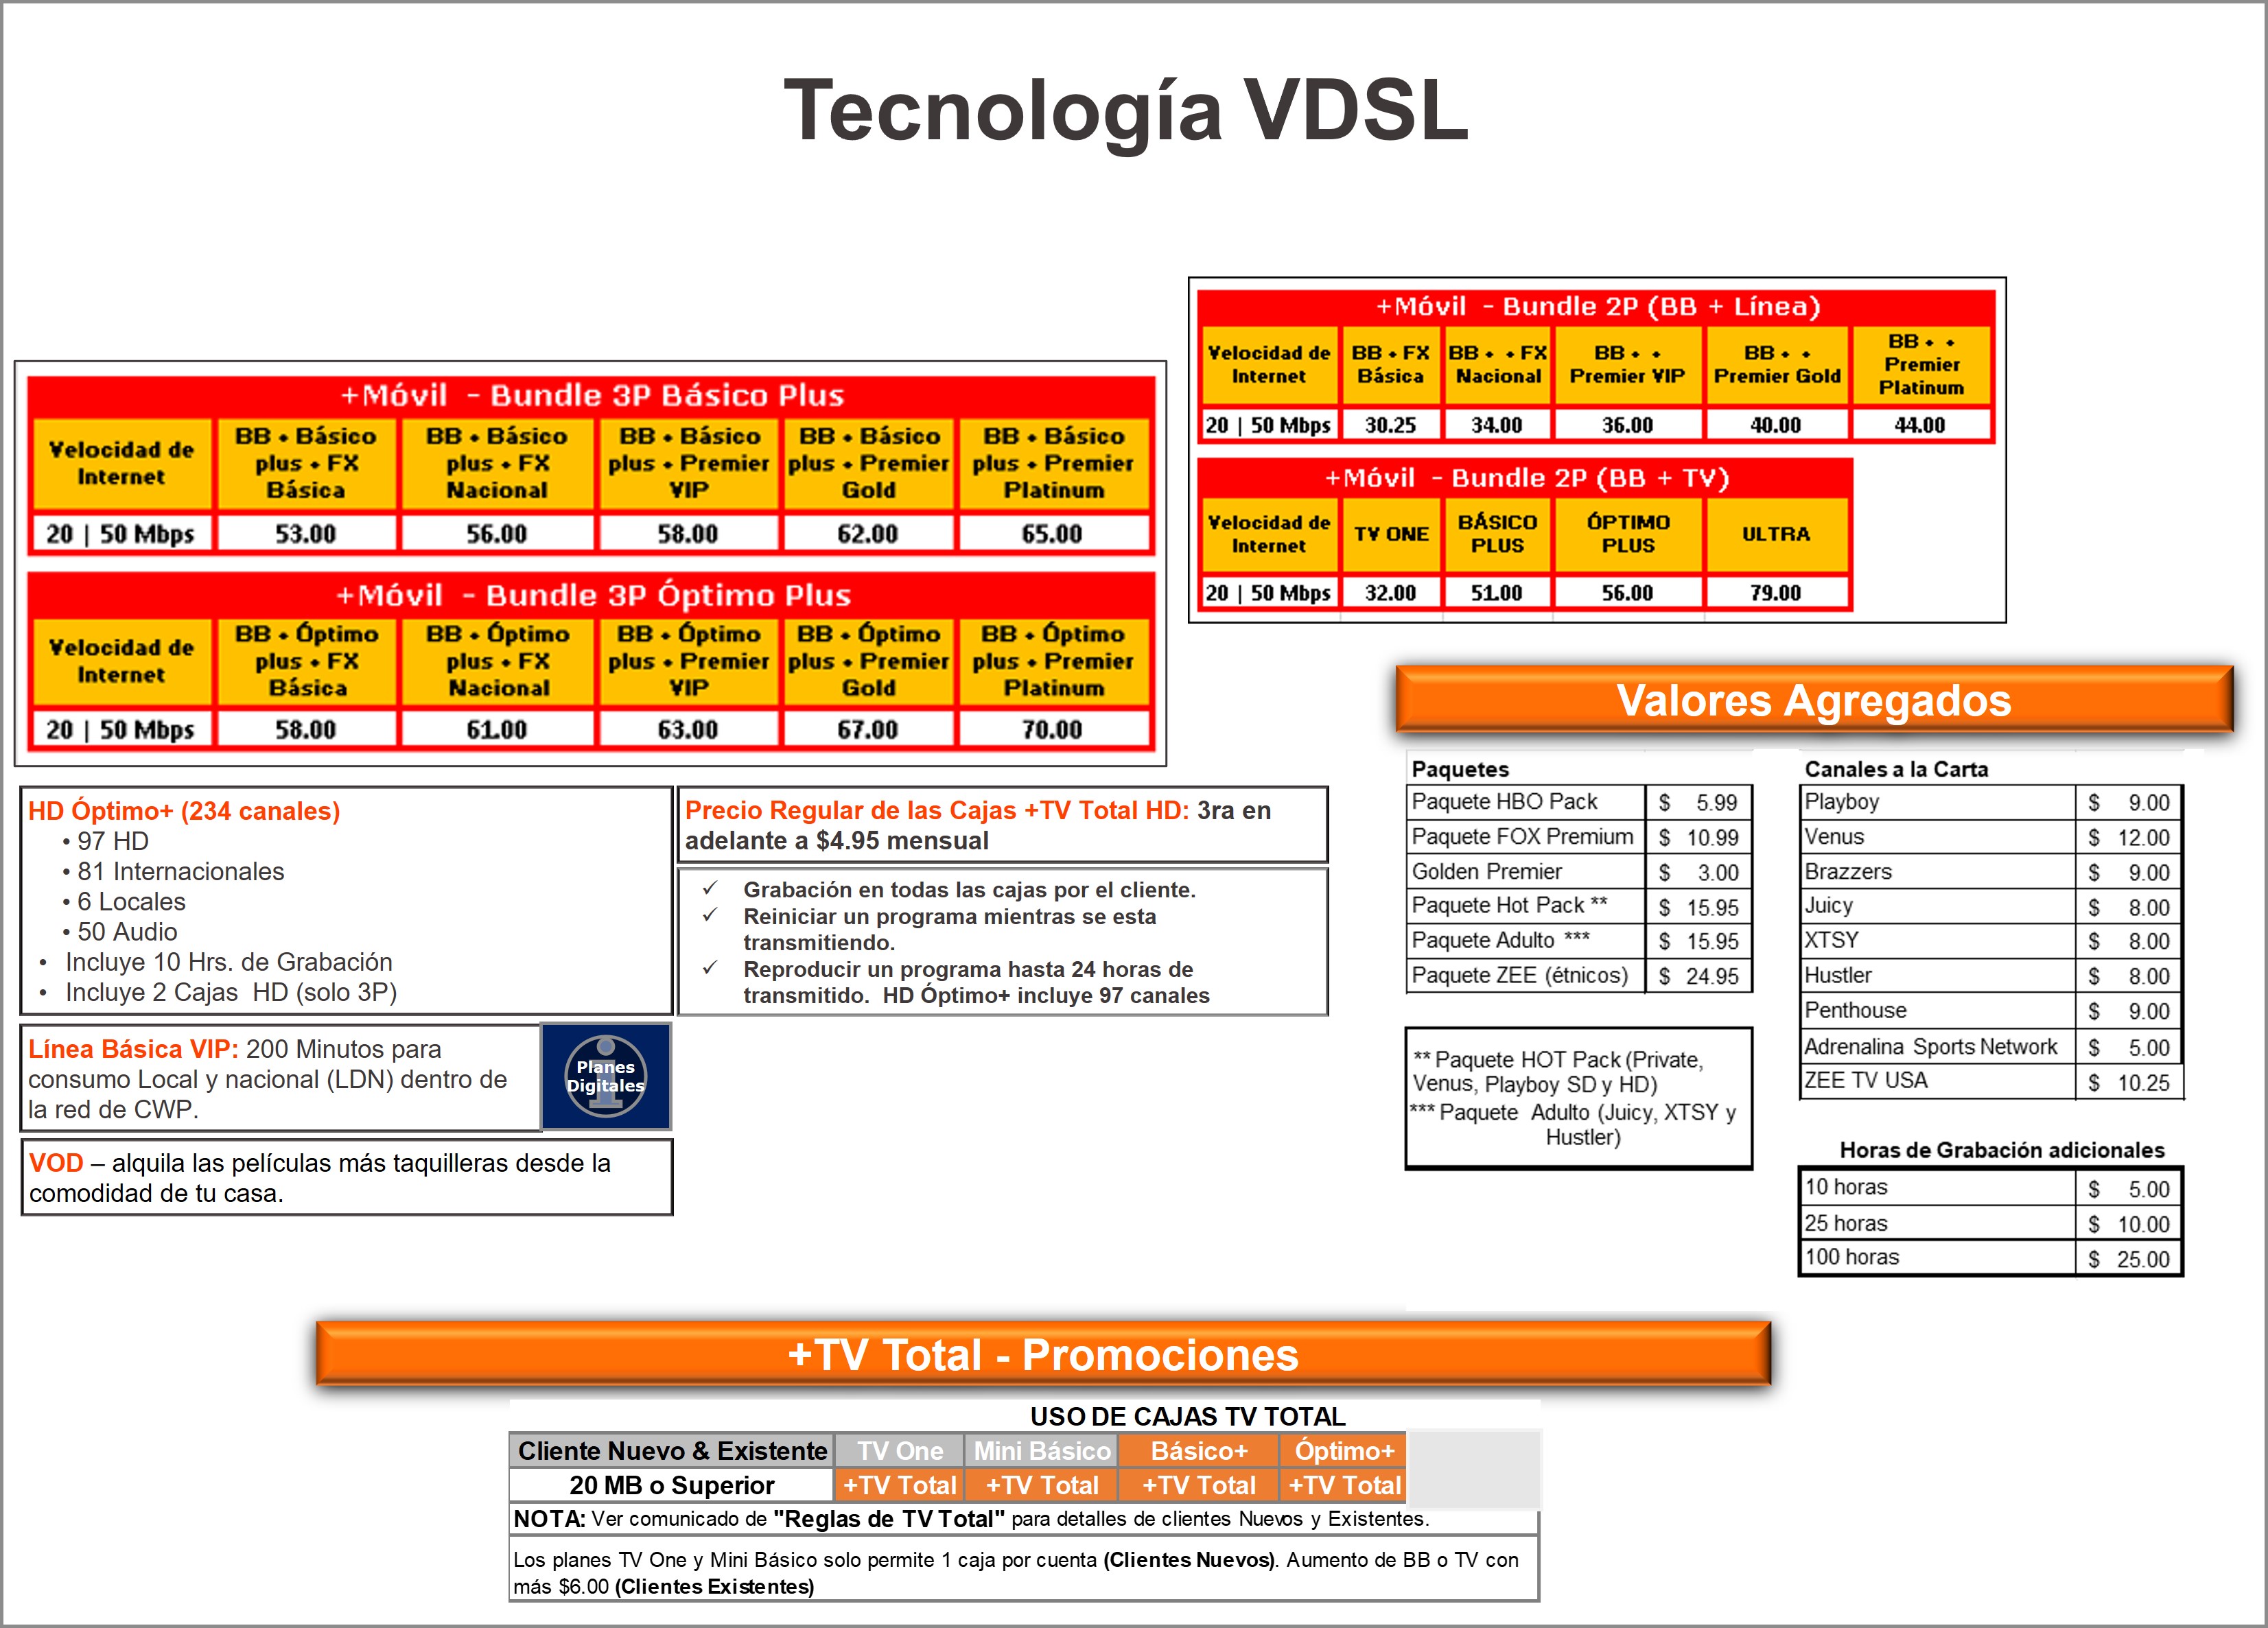 Tecnología VDSL
+Móvil - Bundle 3P Básico Plus
Velocidad de Internet | BB + Básico plus + FX Básica | BB + Básico plus + FX Nacional | BB + Básico plus + Premier VIP | BB + Básico plus + Premier Gold | BB + Básico plus + Premier Platinum
20 | 50 Mbps 53.00 56.00 58.00 62.00 65.00
+Móvil - Bundle 3P Óptimo Plus
Velocidad de Internet | BB + Óptimo plus + FX Básica | BB + Óptimo plus + FX Nacional | BB + Óptimo plus + Premier VIP | BB + Óptimo plus + Premier Gold | BB + Óptimo plus + Premier Platinum
20 | 50 Mbps 58.00 61.00 63.00 67.00 70.00
+Móvil - Bundle 2P (BB + Línea)
Velocidad de Internet | BB + FX Básica | BB + + FX Nacional | BB + + Premier VIP | BB + + Premier Gold | BB + + Premier Platinum
20 | 50 Mbps 30.25 34.00 36.00 40.00 44.00
+Móvil - Bundle 2P (BB + TV)
Velocidad de Internet | TV ONE | BÁSICO PLUS | ÓPTIMO PLUS | ULTRA
20 | 50 Mbps 32.00 51.00 56.00 79.00
HD Óptimo+ (234 canales)
• 97 HD
• 81 Internacionales
• 6 Locales
• 50 Audio
• Incluye 10 Hrs. de Grabación
• Incluye 2 Cajas HD (solo 3P)
Precio Regular de las Cajas +TV Total HD: 3ra en
adelante a $4.95 mensual
✓ Grabación en todas las cajas por el cliente.
✓ Reiniciar un programa mientras se esta
transmitiendo.
✓ Reproducir un programa hasta 24 horas de
transmitido. HD Óptimo+ incluye 97 canales
Línea Básica VIP: 200 Minutos para
consumo Local y nacional (LDN) dentro de
la red de CWP.
Planes
Digitales
VOD – alquila las películas más taquilleras desde la
comodidad de tu casa.
Valores Agregados
Paquetes
Paquete HBO Pack $ 5.99
Paquete FOX Premium $ 10.99
Golden Premier $ 3.00
Paquete Hot Pack ** $ 15.95
Paquete Adulto *** $ 15.95
Paquete ZEE (étnicos) $ 24.95
** Paquete HOT Pack (Private,
Venus, Playboy SD y HD)
*** Paquete Adulto (Juicy, XTSY y
Hustler)
Canales a la Carta
Playboy $ 9.00
Venus $ 12.00
Brazzers $ 9.00
Juicy $ 8.00
XTSY $ 8.00
Hustler $ 8.00
Penthouse $ 9.00
Adrenalina Sports Network $ 5.00
ZEE TV USA $ 10.25
Horas de Grabación adicionales
10 horas $ 5.00
25 horas $ 10.00
100 horas $ 25.00
+TV Total - Promociones
USO DE CAJAS TV TOTAL
Cliente Nuevo & Existente TV One Mini Básico Básico+ Óptimo+
20 MB o Superior +TV Total +TV Total +TV Total +TV Total
NOTA: Ver comunicado de "Reglas de TV Total" para detalles de clientes Nuevos y Existentes.
Los planes TV One y Mini Básico solo permite 1 caja por cuenta (Clientes Nuevos). Aumento de BB o TV con
más $6.00 (Clientes Existentes)